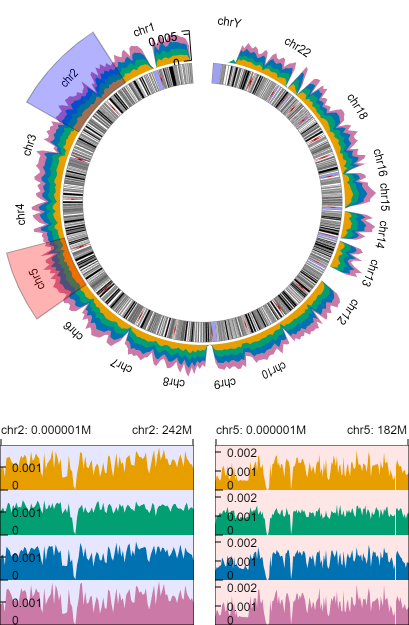 chr1
0.005
0
chrY
chr22
chr18
chr16
chr15
chr14
chr13
chr12
chr10
chr9
chr8
chr7
chr6
chr5
chr4
chr3
chr2
chr2: 0.000001M chr2: 242M
0.001
0
0.001
0
0.001
0
0.001
0
chr5: 0.000001M chr5: 182M
0.002
0.001
0
0.002
0.001
0
0.002
0.001
0
0.002
0.001
0